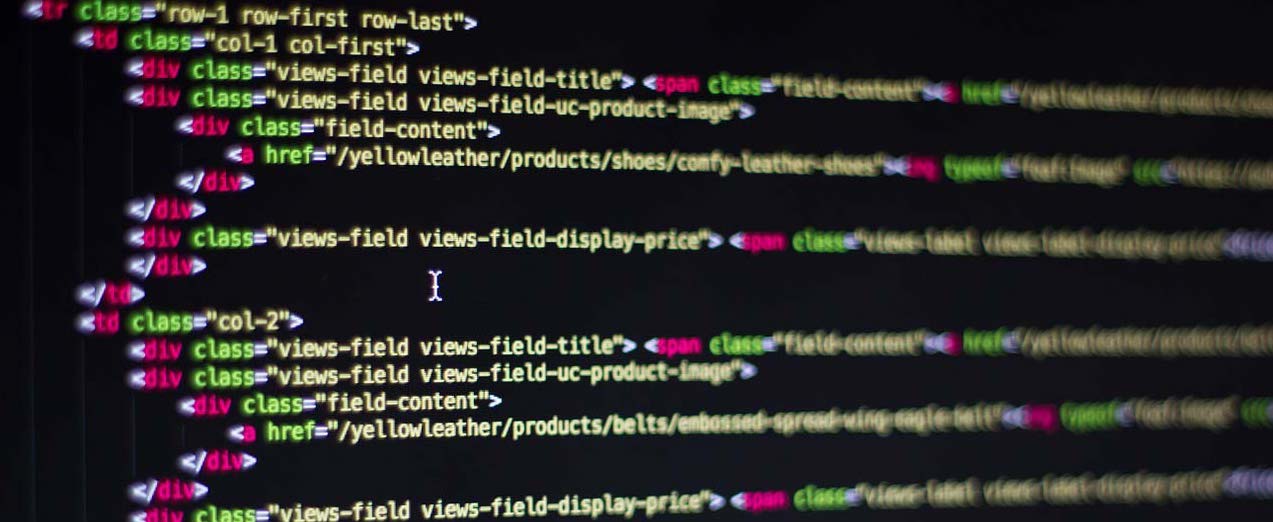 <tr class="row-1 row-first row-last">
<td class="col-1 col-first">
<div class="views-field views-field-title"> <span class="field-content"><a href="/yellowleather/products/
<div class="views-field views-field-uc-product-image">
<div class="field-content">
<a href="/yellowleather/products/shoes/comfy-leather-shoes"><img typeof="foaf:Image" src="http://
</div>
</div>
<div class="views-field views-field-display-price"> <span class="views-label views-label-display-price">
</div>
</td>
<td class="col-2">
<div class="views-field views-field-title"> <span class="field-content"><a href="/yellowleather/products/
<div class="views-field views-field-uc-product-image">
<div class="field-content">
<a href="/yellowleather/products/belts/embossed-spread-wing-eagle-belt"><img typeof="foaf:Image"
</div>
</div>
<div class="views-field views-field-display-price"> <span class="views-label views-label-display-price">